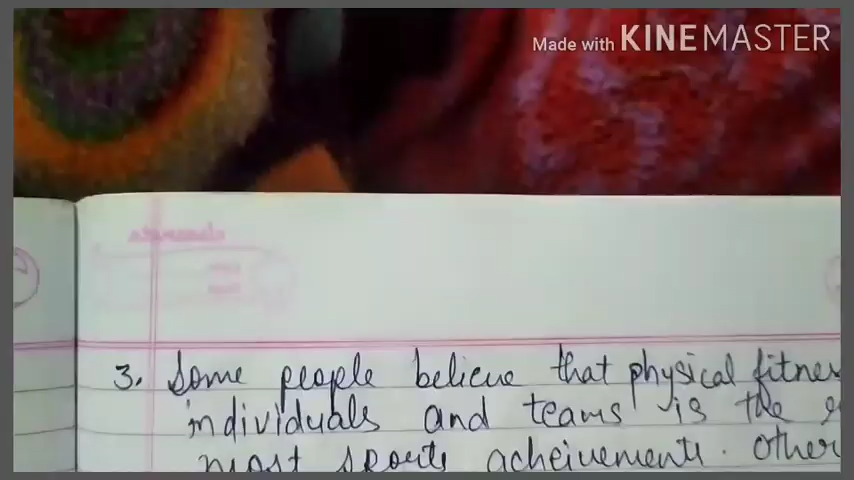 Made with KINEMASTER
3. Some people believe that physical fitnes
individuals and teams is the
most sports acheivements. Other